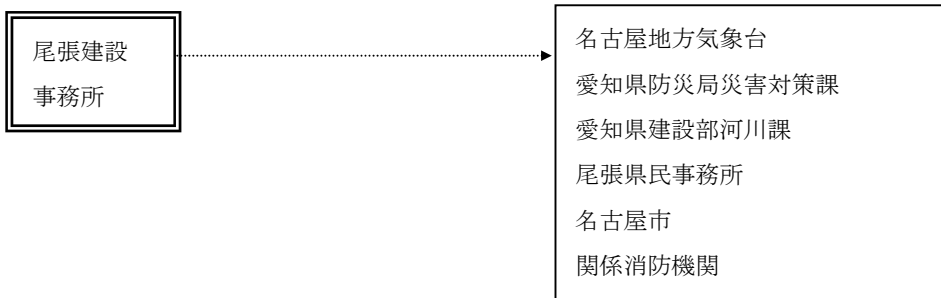 尾張建設
事務所
名古屋地方気象台
愛知県防災局災害対策課
愛知県建設部河川課
尾張県民事務所
名古屋市
関係消防機関